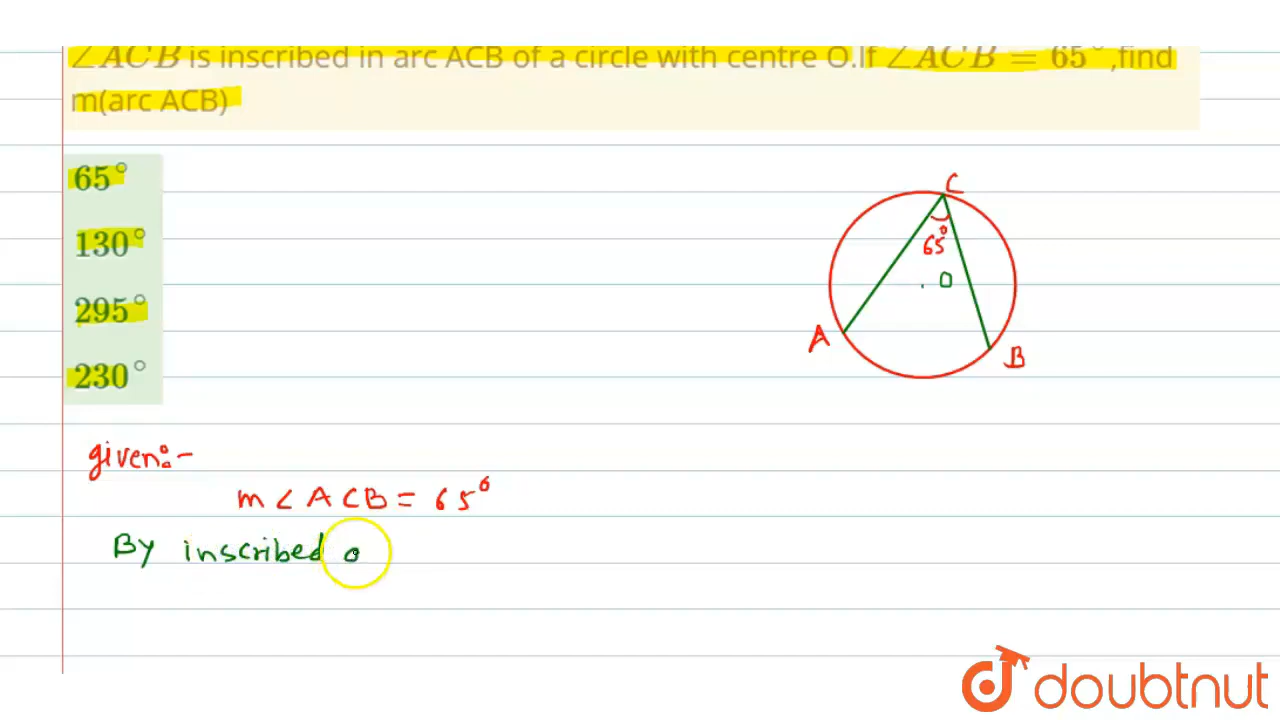 ∠ACB is inscribed in arc ACB of a circle with centre O.If ∠ACB = 65°,find
m(arc ACB)
65°
130°
295°
230°
C
65°
O
A
B
given:-
m∠ACB = 65°
By inscribed a
doubtnut